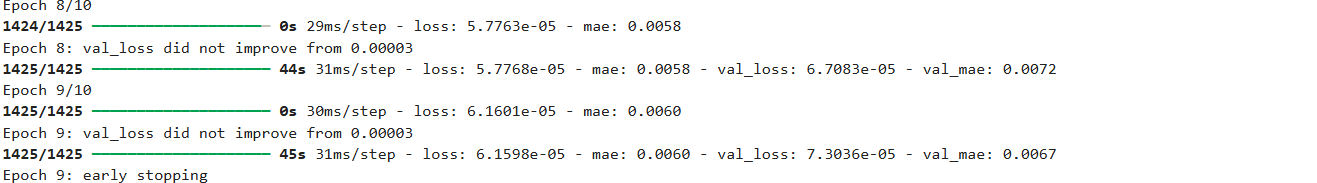 Epoch 8/10
1424/1425 ━━━━━━━━━━━━━━━━━━━━ 0s 29ms/step - loss: 5.7763e-05 - mae: 0.0058
Epoch 8: val_loss did not improve from 0.00003
1425/1425 ━━━━━━━━━━━━━━━━━━━━ 44s 31ms/step - loss: 5.7768e-05 - mae: 0.0058 - val_loss: 6.7083e-05 - val_mae: 0.0072
Epoch 9/10
1425/1425 ━━━━━━━━━━━━━━━━━━━━ 0s 30ms/step - loss: 6.1601e-05 - mae: 0.0060
Epoch 9: val_loss did not improve from 0.00003
1425/1425 ━━━━━━━━━━━━━━━━━━━━ 45s 31ms/step - loss: 6.1598e-05 - mae: 0.0060 - val_loss: 7.3036e-05 - val_mae: 0.0067
Epoch 9: early stopping